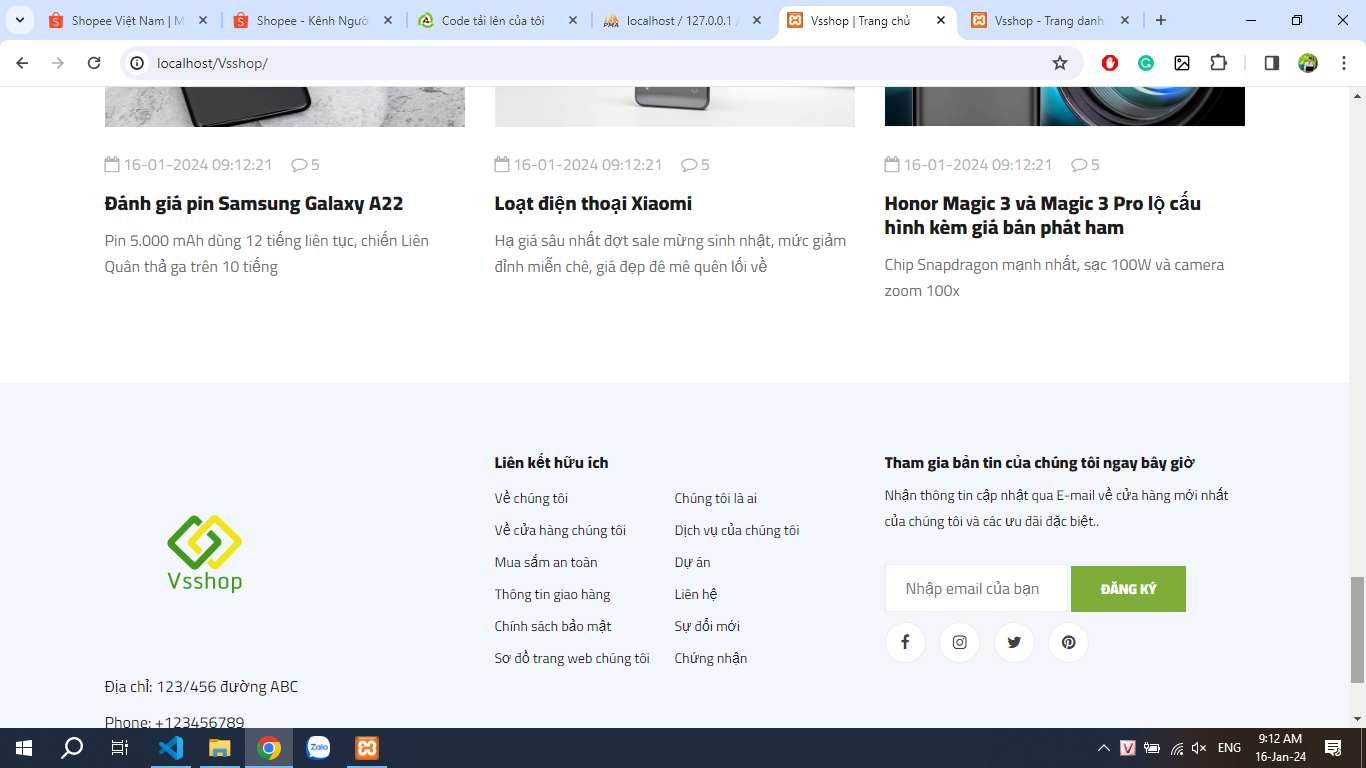 Shopee Việt Nam | M
Shopee - Kênh Ngườ
Code tải lên của tôi
localhost / 127.0.0.1 /
Vsshop | Trang chủ
Vsshop - Trang danh
localhost/Vsshop/
16-01-2024 09:12:21 5
16-01-2024 09:12:21 5
16-01-2024 09:12:21 5
Đánh giá pin Samsung Galaxy A22
Pin 5.000 mAh dùng 12 tiếng liên tục, chiến Liên
Quân thả ga trên 10 tiếng
Loạt điện thoại Xiaomi
Hạ giá sâu nhất đợt sale mừng sinh nhật, mức giảm
đỉnh miễn chê, giá đẹp đê mê quên lối về
Honor Magic 3 và Magic 3 Pro lộ cấu
hình kèm giá bán phát ham
Chip Snapdragon mạnh nhất, sạc 100W và camera
zoom 100x
Vsshop
Địa chỉ: 123/456 đường ABC
Phone: +123456789
Liên kết hữu ích
Về chúng tôi
Về cửa hàng chúng tôi
Mua sắm an toàn
Thông tin giao hàng
Chính sách bảo mật
Sơ đồ trang web chúng tôi
Chúng tôi là ai
Dịch vụ của chúng tôi
Dự án
Liên hệ
Sự đổi mới
Chứng nhận
Tham gia bản tin của chúng tôi ngay bây giờ
Nhận thông tin cập nhật qua E-mail về cửa hàng mới nhất
của chúng tôi và các ưu đãi đặc biệt..
Nhập email của bạn
ĐĂNG KÝ
Zalo
ENG
9:12 AM
16-Jan-24